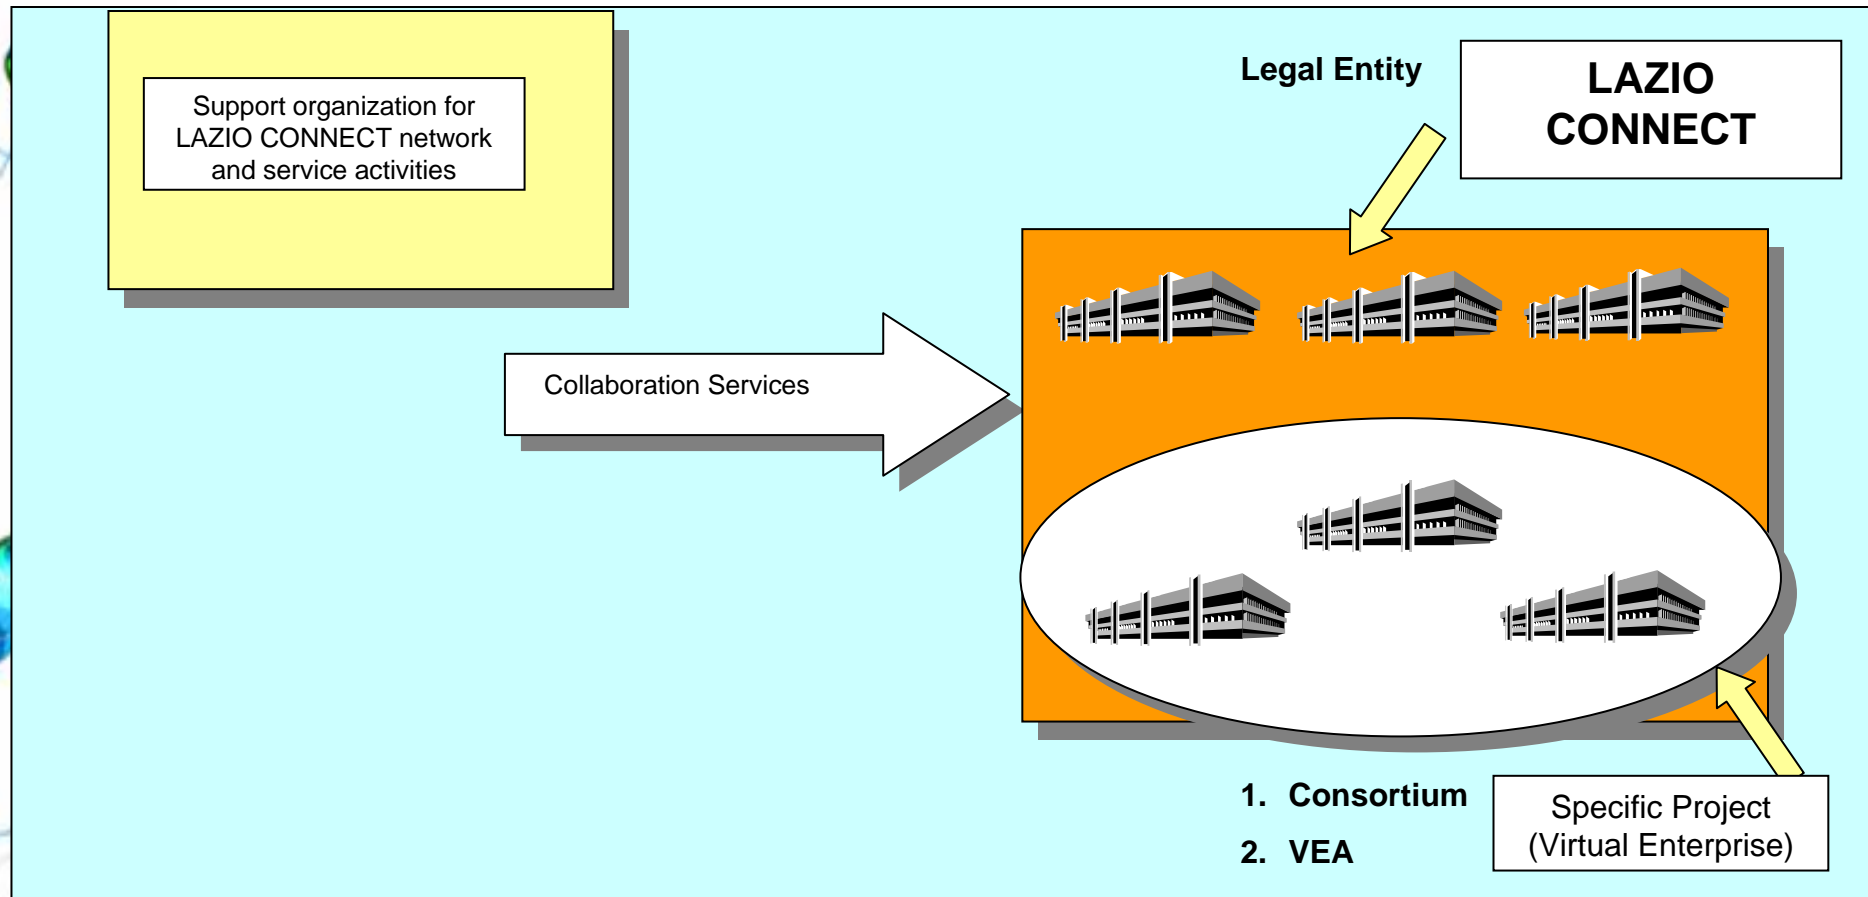 Support organization for
LAZIO CONNECT network
and service activities
Legal Entity
LAZIO
CONNECT
Collaboration Services
1. Consortium
2. VEA
Specific Project
(Virtual Enterprise)